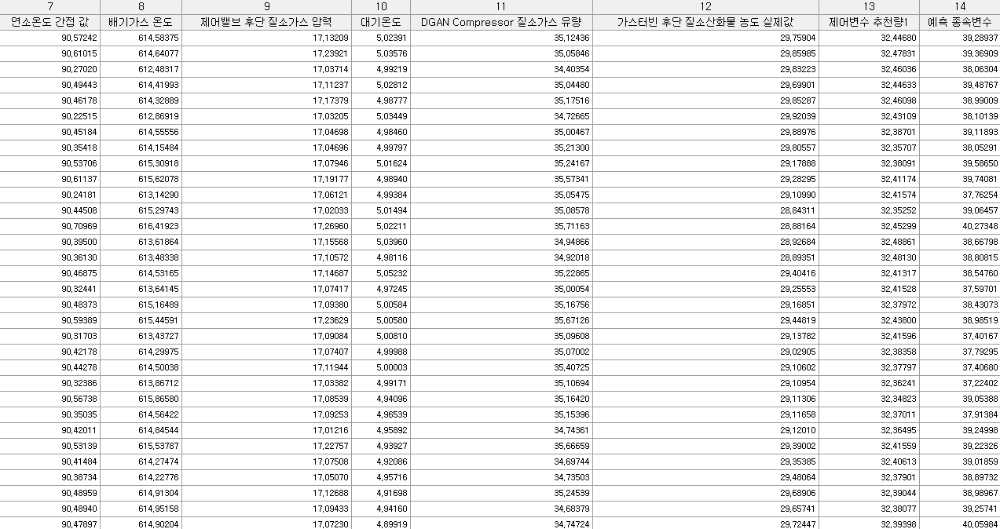 7 8 9 10 11 12 13 14
연소온도 간접 값 배기가스 온도 제어밸브 후단 질소가스 압력 대기온도 DGAN Compressor 질소가스 유량 가스터빈 후단 질소산화물 농도 실제값 제어변수 추천량1 예측 종속변수
90,57242 614,58375 17,13209 5,02391 35,12436 29,75904 32,44680 39,28937
90,61015 614,64077 17,23921 5,03576 35,05846 29,85985 32,47831 39,36909
90,27020 612,48317 17,03714 4,99219 34,40354 29,83223 32,46036 38,06304
90,49443 614,41993 17,11237 5,02812 35,04480 29,69901 32,44633 39,48767
90,46178 614,32889 17,17379 4,98777 35,17516 29,85287 32,46098 38,99009
90,22515 612,86919 17,03205 5,03449 34,72665 29,92039 32,43109 38,10139
90,45184 614,55556 17,04698 4,98460 35,00467 29,88976 32,38701 39,11893
90,35418 614,15484 17,04696 4,99797 35,21300 29,80557 32,35707 38,05291
90,53706 615,30918 17,07946 5,01624 35,24167 29,17888 32,38091 39,58650
90,61137 615,62078 17,19177 4,98940 35,57341 29,28295 32,41174 39,74081
90,24181 613,14290 17,06121 4,99384 35,05475 29,10990 32,41574 37,76254
90,44508 615,29743 17,02033 5,01494 35,08578 28,84311 32,35252 39,06457
90,70969 616,41923 17,26960 5,02211 35,71163 28,88164 32,45299 40,27348
90,39500 613,61864 17,15568 5,03960 34,94866 28,92684 32,48861 38,66798
90,36130 613,48338 17,10572 4,98116 34,92018 28,89351 32,48130 38,80815
90,46875 614,53165 17,14687 5,05232 35,22865 29,40416 32,41317 38,54760
90,32441 613,64145 17,07417 4,97245 35,00054 29,25553 32,41528 37,59701
90,48373 615,16489 17,09380 5,00584 35,16756 29,16851 32,37972 38,43073
90,59389 615,44591 17,23629 5,00580 35,67126 29,44819 32,43800 38,98519
90,31703 613,43727 17,09084 5,00810 35,09608 29,13782 32,41596 37,40167
90,42178 614,29975 17,07407 4,99988 35,07002 29,02905 32,38358 37,79295
90,44278 614,50038 17,11944 5,00003 35,40725 29,10602 32,37797 37,40680
90,32386 613,86712 17,03382 4,99171 35,10694 29,10954 32,36241 37,22402
90,56738 615,86580 17,08539 4,94096 35,16420 29,11306 32,34823 39,05388
90,35035 614,56422 17,09253 4,96539 35,15396 29,11658 32,37011 37,91384
90,42011 614,84544 17,01216 4,95892 34,74361 29,12010 32,36495 39,24998
90,53139 615,53787 17,22757 4,93927 35,66659 29,39002 32,41559 39,22326
90,41484 614,27474 17,07508 4,92086 34,69744 29,35385 32,40613 39,01859
90,38734 614,22776 17,05070 4,95716 34,73503 29,48064 32,37901 38,89732
90,48959 614,91304 17,12688 4,91698 35,24539 29,68906 32,39044 38,98967
90,48940 614,95158 17,09433 4,94160 34,68379 29,65741 32,38077 39,25741
90,47897 614,90204 17,07230 4,89919 34,74724 29,72447 32,39398 40,05984